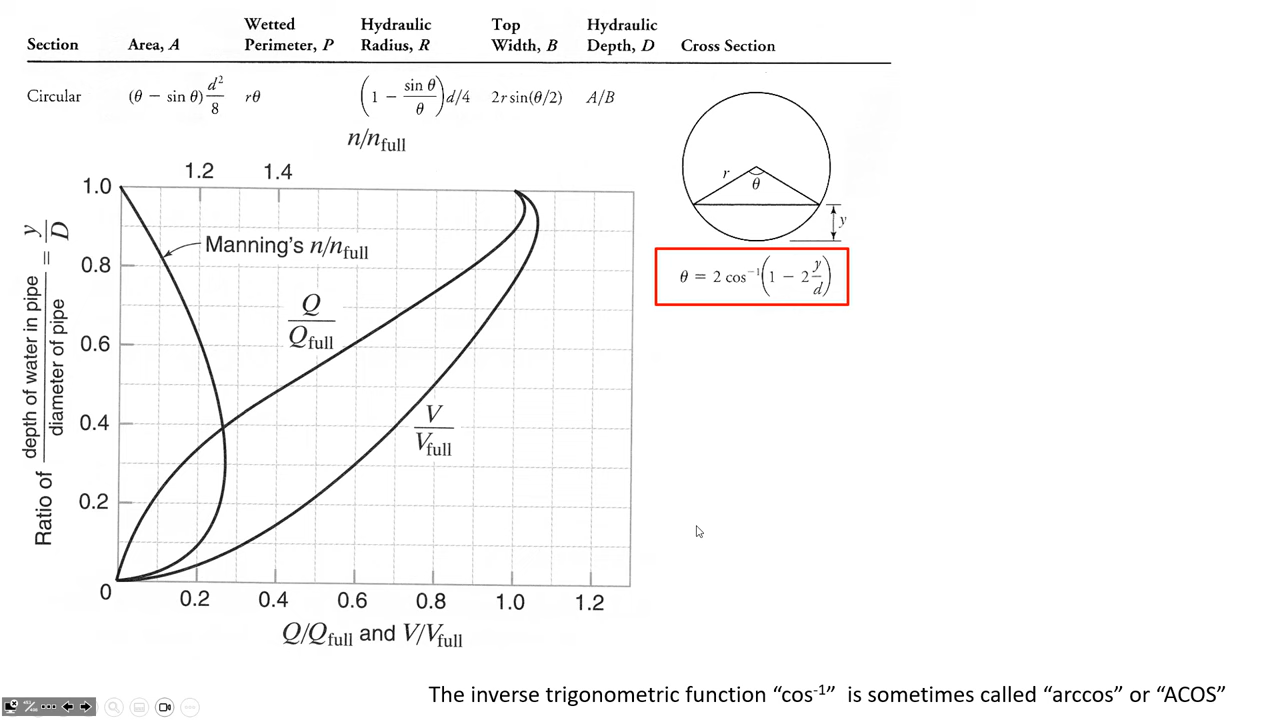 Section Area, A Wetted Perimeter, P Hydraulic Radius, R Top Width, B Hydraulic Depth, D Cross Section
Circular (θ − sin θ) d²/8 rθ (1 − sin θ/θ) d/4 2r sin(θ/2) A/B
n/nfull
1.2 1.4
r θ y
θ = 2 cos⁻¹(1 − 2 y/d)
Ratio of depth of water in pipe / diameter of pipe = y/D
1.0
0.8
0.6
0.4
0.2
0
Manning's n/nfull
Q/Qfull
V/Vfull
0.2 0.4 0.6 0.8 1.0 1.2
Q/Qfull and V/Vfull
The inverse trigonometric function “cos⁻¹” is sometimes called “arccos” or “ACOS”